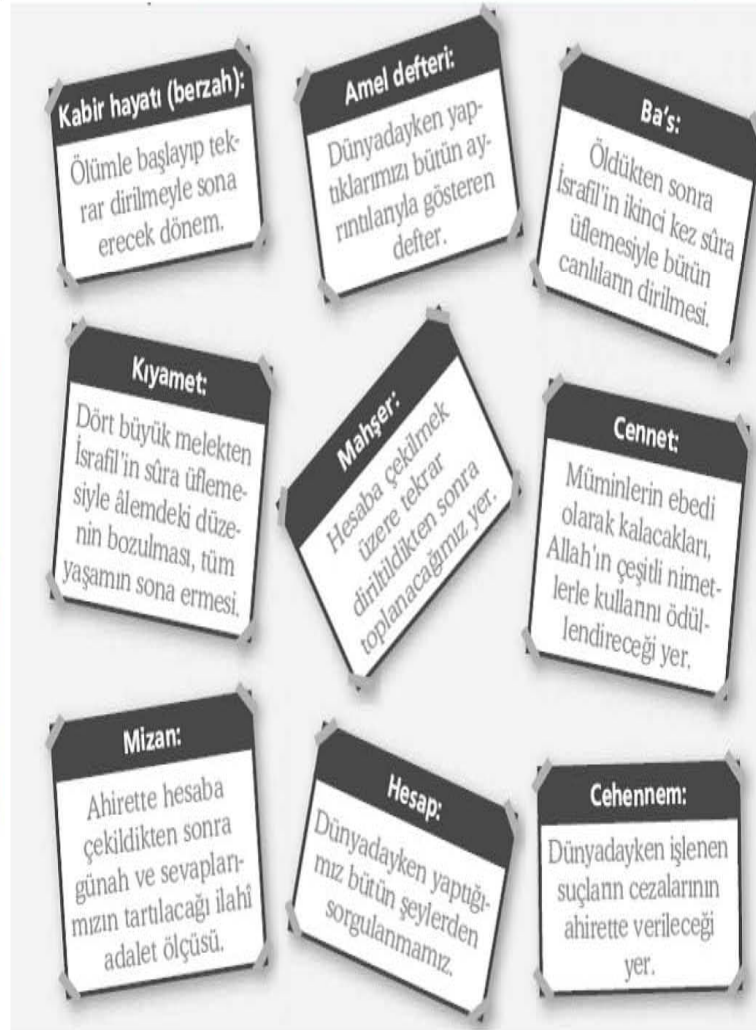 Kabir hayatı (berzah):
Ölümle başlayıp tek-
rar dirilmeyle sona
erecek dönem.
Amel defteri:
Dünyadayken yap-
tıklarımızı bütün ay-
rıntılarıyla gösteren
defter.
Ba's:
Öldükten sonra
İsrafil'in ikinci kez sûra
üflemesiyle bütün
canlıların dirilmesi.
Kıyamet:
Dört büyük melekten
İsrafil'in sûra üfleme-
siyle âlemdeki düze-
nin bozulması, tüm
yaşamın sona ermesi.
Mahşer:
Hesaba çekilmek
üzere tekrar
diriltildikten sonra
toplanacağımız yer.
Cennet:
Müminlerin ebedi
olarak kalacakları,
Allah'ın çeşitli nimet-
lerle kullarını ödül-
lendireceği yer.
Mizan:
Ahirette hesaba
çekildikten sonra
günah ve sevapları-
mızın tartılacağı ilahî
adalet ölçüsü.
Hesap:
Dünyadayken yaptığı-
mız bütün şeylerden
sorgulanmamız.
Cehennem:
Dünyadayken işlenen
suçların cezalarının
ahirette verileceği
yer.